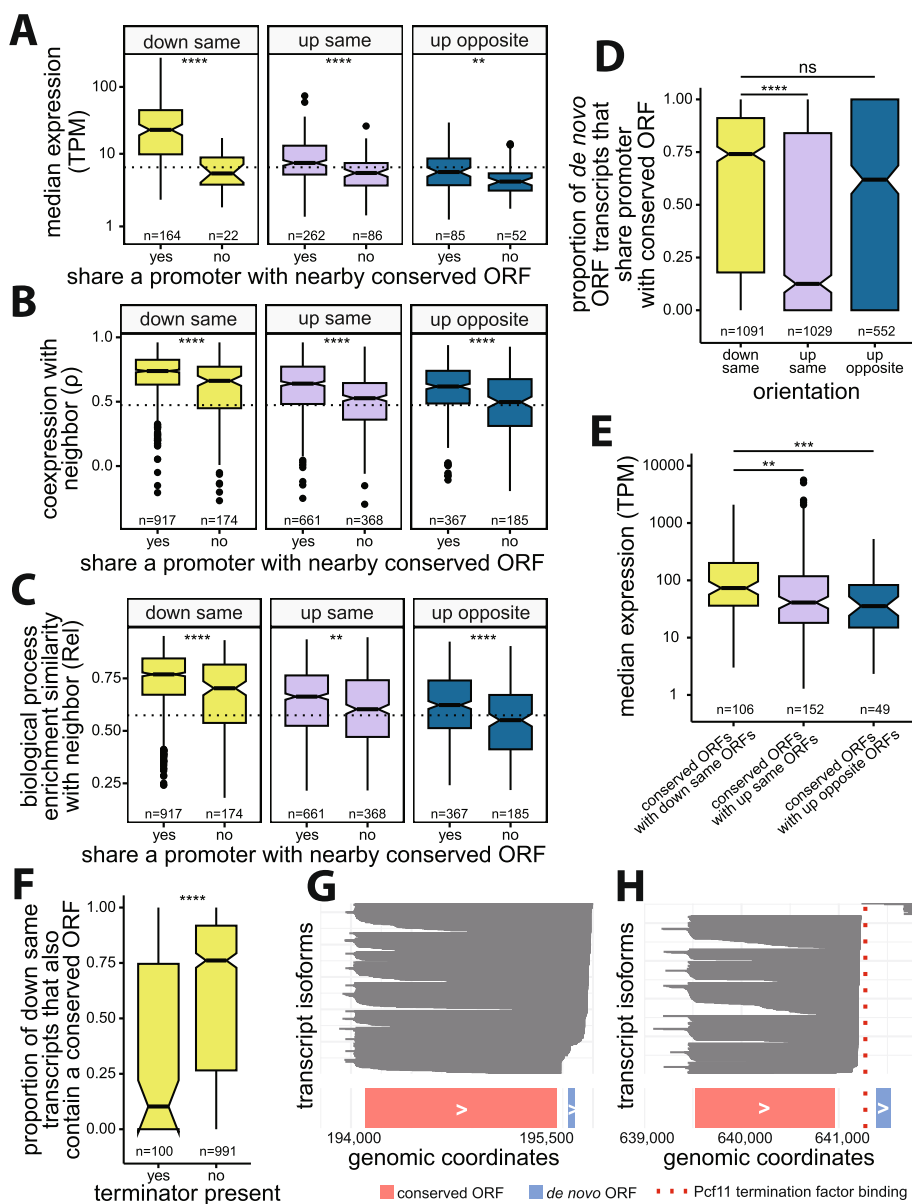 A
down same
up same
up opposite
****
****
**
median expression
(TPM)
100
10
1
n=164
n=22
n=262
n=86
n=85
n=52
yes
no
yes
no
yes
no
share a promoter with nearby conserved ORF
B
down same
up same
up opposite
****
****
****
coexpression with
neighbor (ρ)
1.0
0.5
0.0
n=917
n=174
n=661
n=368
n=367
n=185
yes
no
yes
no
yes
no
share a promoter with nearby conserved ORF
C
down same
up same
up opposite
****
**
****
biological process
enrichment similarity
with neighbor (Rel)
0.75
0.50
0.25
n=917
n=174
n=661
n=368
n=367
n=185
yes
no
yes
no
yes
no
share a promoter with nearby conserved ORF
D
ns
****
proportion of de novo
ORF transcripts that
share promoter
with conserved ORF
1.00
0.75
0.50
0.25
0.00
n=1091
n=1029
n=552
down
same
up
same
up
opposite
orientation
E
***
**
median expression (TPM)
10000
1000
100
10
1
n=106
n=152
n=49
conserved ORFs
with down same ORFs
conserved ORFs
with up same ORFs
conserved ORFs
with up opposite ORFs
F
****
proportion of down same
transcripts that also
contain a conserved ORF
1.00
0.75
0.50
0.25
0.00
n=100
n=991
yes
no
terminator present
G
transcript isoforms
>
>
194,000
195,500
genomic coordinates
H
transcript isoforms
>
>
639,000
640,000
641,000
genomic coordinates
conserved ORF
de novo ORF
Pcf11 termination factor binding